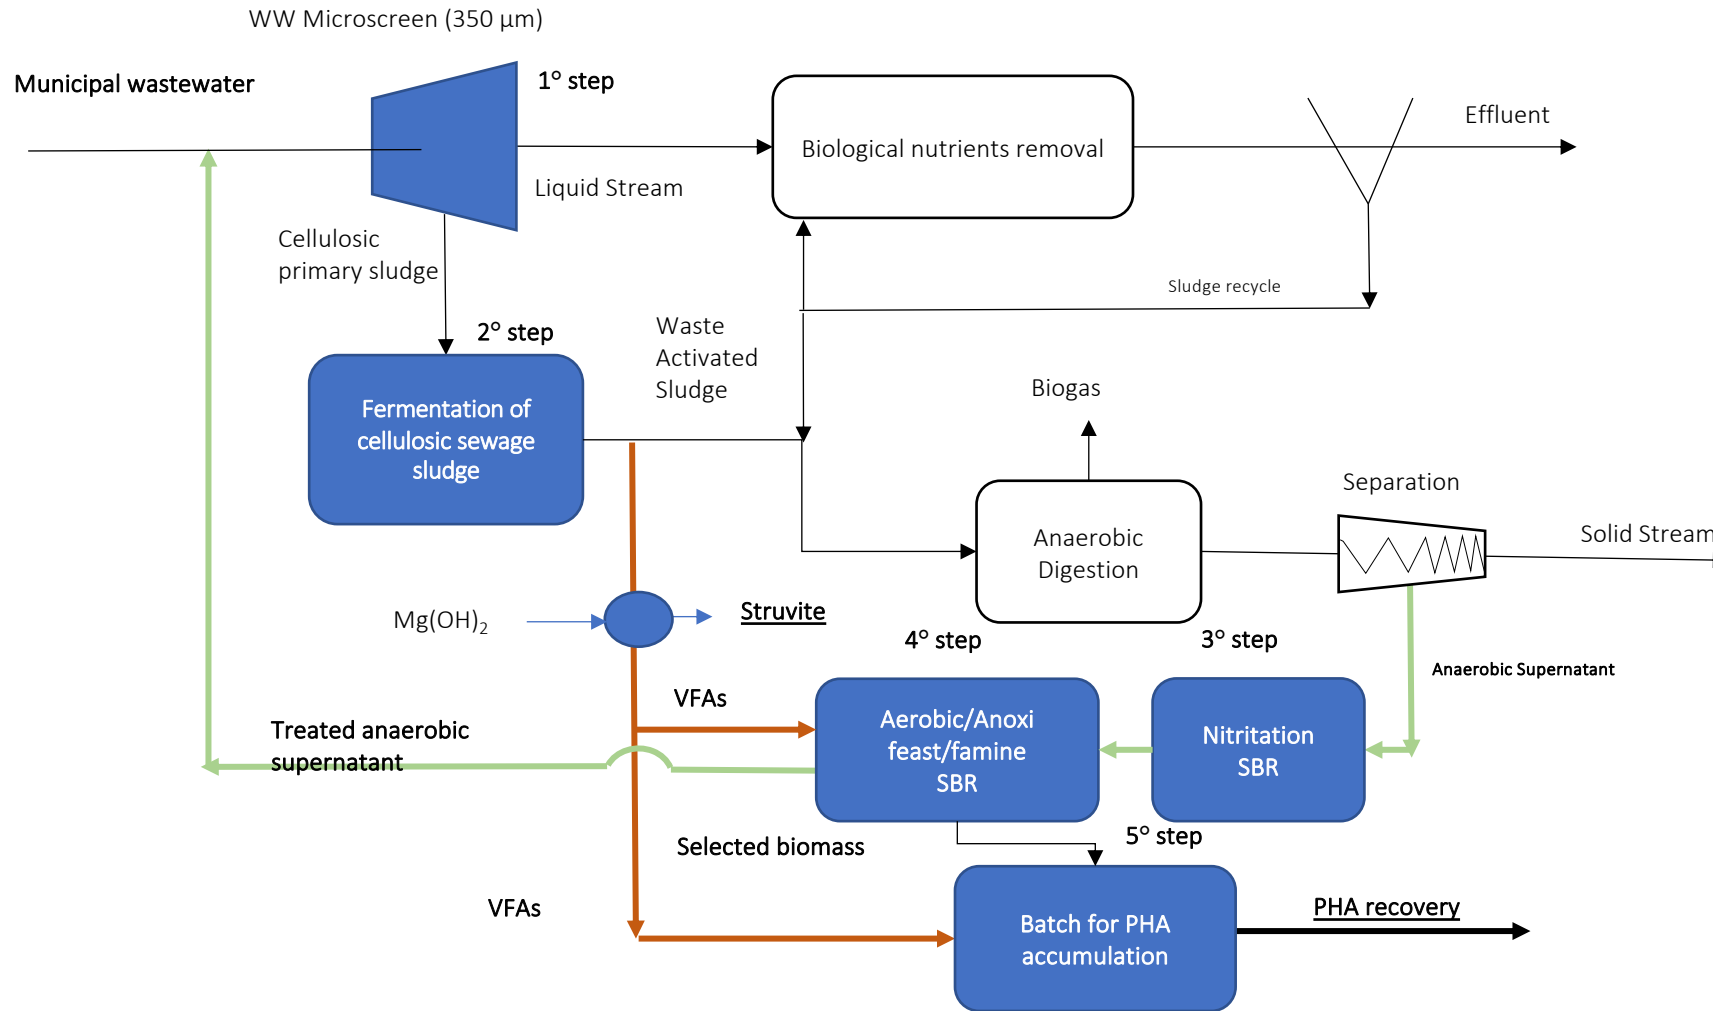 WW Microscreen (350 µm)
Municipal wastewater
1° step
Effluent
Biological nutrients removal
Liquid Stream
Cellulosic
primary sludge
Sludge recycle
2° step
Waste
Activated
Sludge
Biogas
Fermentation of
cellulosic sewage
sludge
Separation
Anaerobic
Digestion
Solid Stream
Mg(OH)2
Struvite
4° step
3° step
Anaerobic Supernatant
VFAs
Treated anaerobic
supernatant
Aerobic/Anoxi
feast/famine
SBR
Nitritation
SBR
Selected biomass
5° step
VFAs
PHA recovery
Batch for PHA
accumulation